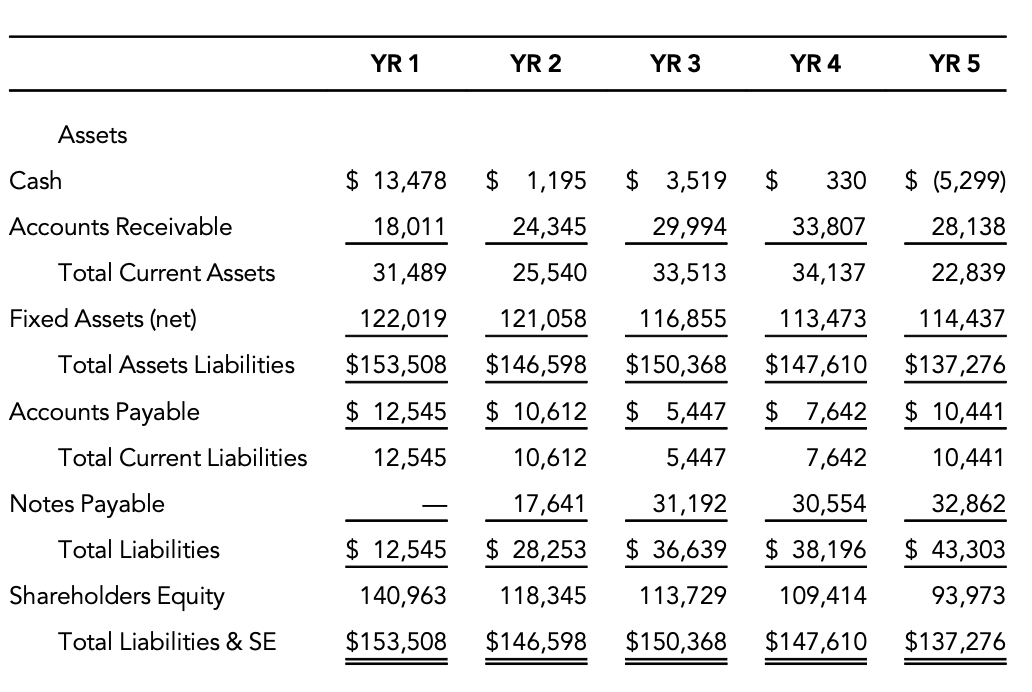 YR 1 YR 2 YR 3 YR 4 YR 5
Assets
Cash $ 13,478 $ 1,195 $ 3,519 $ 330 $ (5,299)
Accounts Receivable 18,011 24,345 29,994 33,807 28,138
Total Current Assets 31,489 25,540 33,513 34,137 22,839
Fixed Assets (net) 122,019 121,058 116,855 113,473 114,437
Total Assets Liabilities $153,508 $146,598 $150,368 $147,610 $137,276
Accounts Payable $ 12,545 $ 10,612 $ 5,447 $ 7,642 $ 10,441
Total Current Liabilities 12,545 10,612 5,447 7,642 10,441
Notes Payable — 17,641 31,192 30,554 32,862
Total Liabilities $ 12,545 $ 28,253 $ 36,639 $ 38,196 $ 43,303
Shareholders Equity 140,963 118,345 113,729 109,414 93,973
Total Liabilities & SE $153,508 $146,598 $150,368 $147,610 $137,276